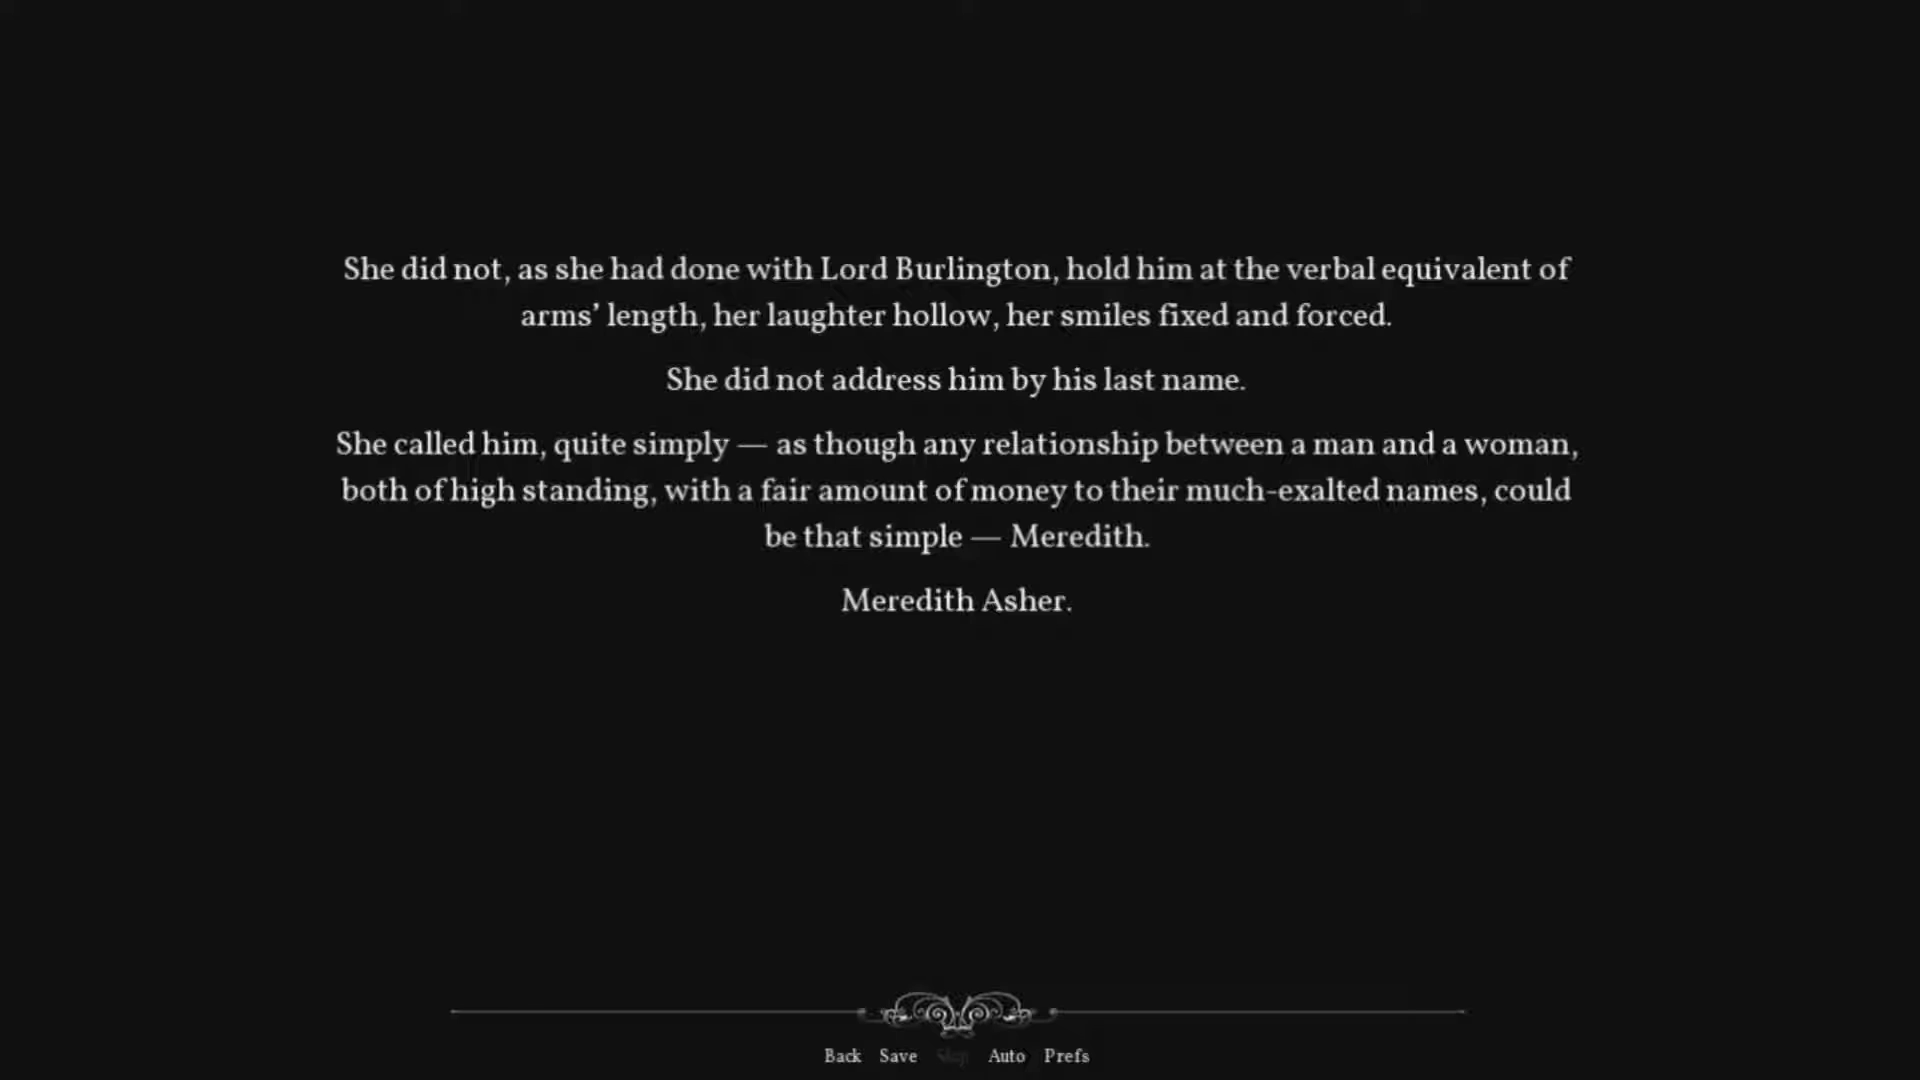 She did not, as she had done with Lord Burlington, hold him at the verbal equivalent of
arms’ length, her laughter hollow, her smiles fixed and forced.
She did not address him by his last name.
She called him, quite simply — as though any relationship between a man and a woman,
both of high standing, with a fair amount of money to their much-exalted names, could
be that simple — Meredith.
Meredith Asher.
Back Save Skip Auto Prefs